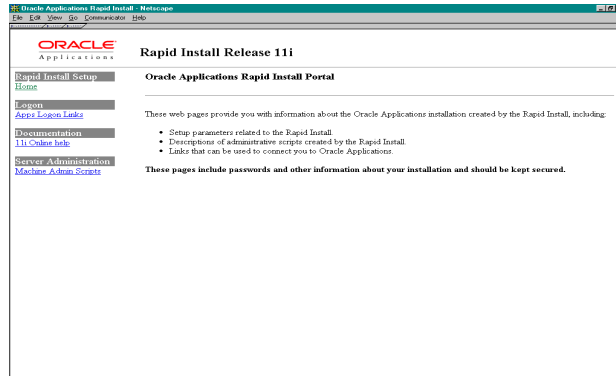 Oracle Applications Rapid Install - Netscape
File Edit View Go Communicator Help
ORACLE
Applications
Rapid Install Release 11i
Rapid Install Setup
Home
Oracle Applications Rapid Install Portal
Logon
Apps Logon Links
These web pages provide you with information about the Oracle Applications installation created by the Rapid Install, including:
Documentation
11i Online help
• Setup parameters related to the Rapid Install.
• Descriptions of administrative scripts created by the Rapid Install.
• Links that can be used to connect you to Oracle Applications.
Server Administration
Machine Admin Scripts
These pages include passwords and other information about your installation and should be kept secured.